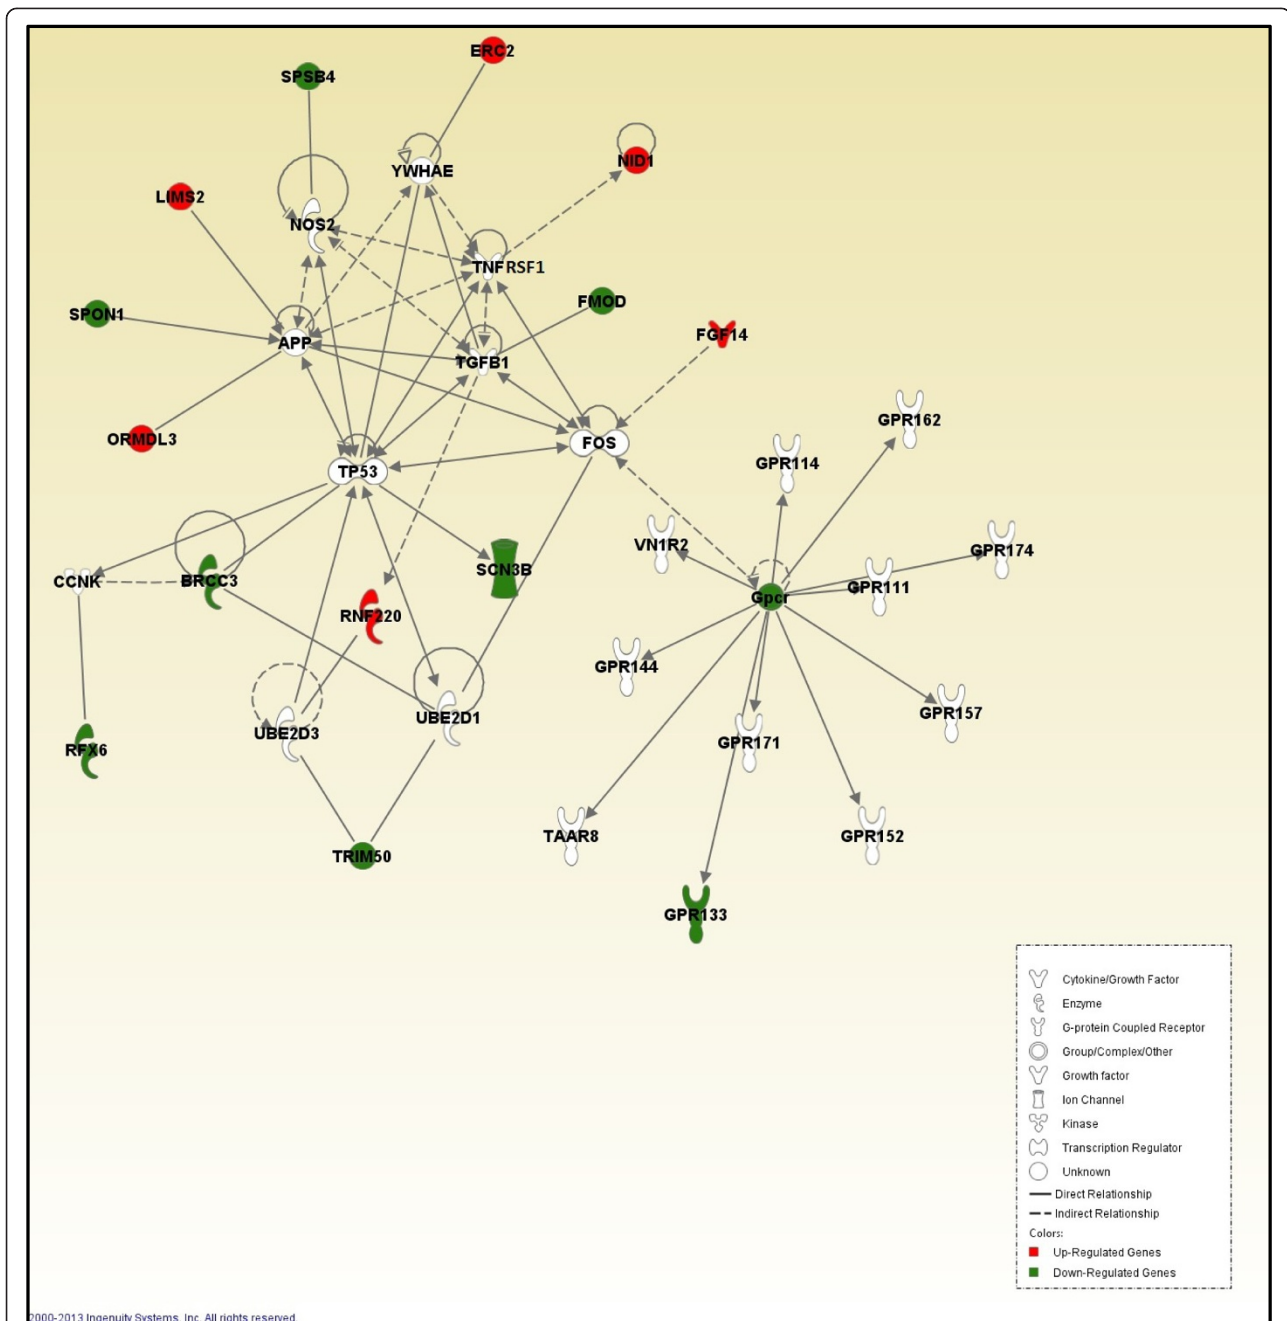 ERC2
SPSB4
NID1
YWHAE
LIMS2
NOS2
TNFRSF1
FMOD
SPON1
FGF14
APP
TGFB1
GPR162
ORMDL3
FOS
GPR114
TP53
VN1R2
GPR174
SCN3B
CCNK
BRCC3
GPR111
Gpcr
RNF220
GPR144
GPR157
UBE2D1
UBE2D3
GPR171
RFX6
TAAR8
GPR152
TRIM50
GPR133
Cytokine/Growth Factor
Enzyme
G-protein Coupled Receptor
Group/Complex/Other
Growth factor
Ion Channel
Kinase
Transcription Regulator
Unknown
Direct Relationship
Indirect Relationship
Colors:
Up-Regulated Genes
Down-Regulated Genes
2000-2013 Ingenuity Systems, Inc. All rights reserved.